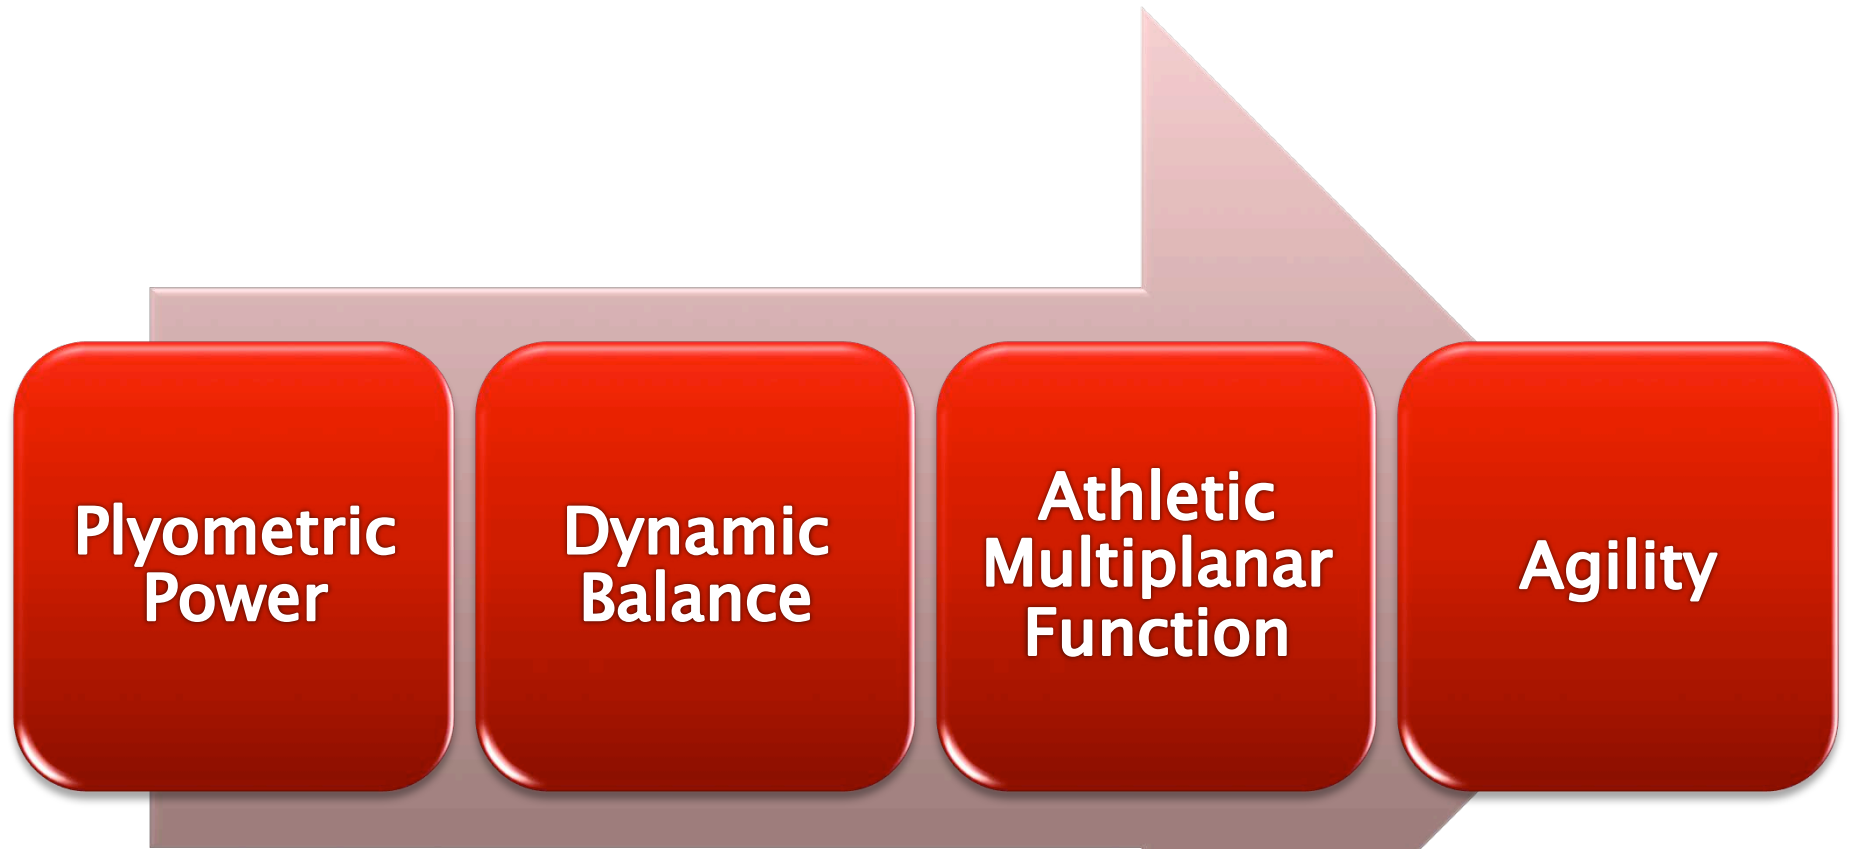 Plyometric
Power
Dynamic
Balance
Athletic
Multiplanar
Function
Agility